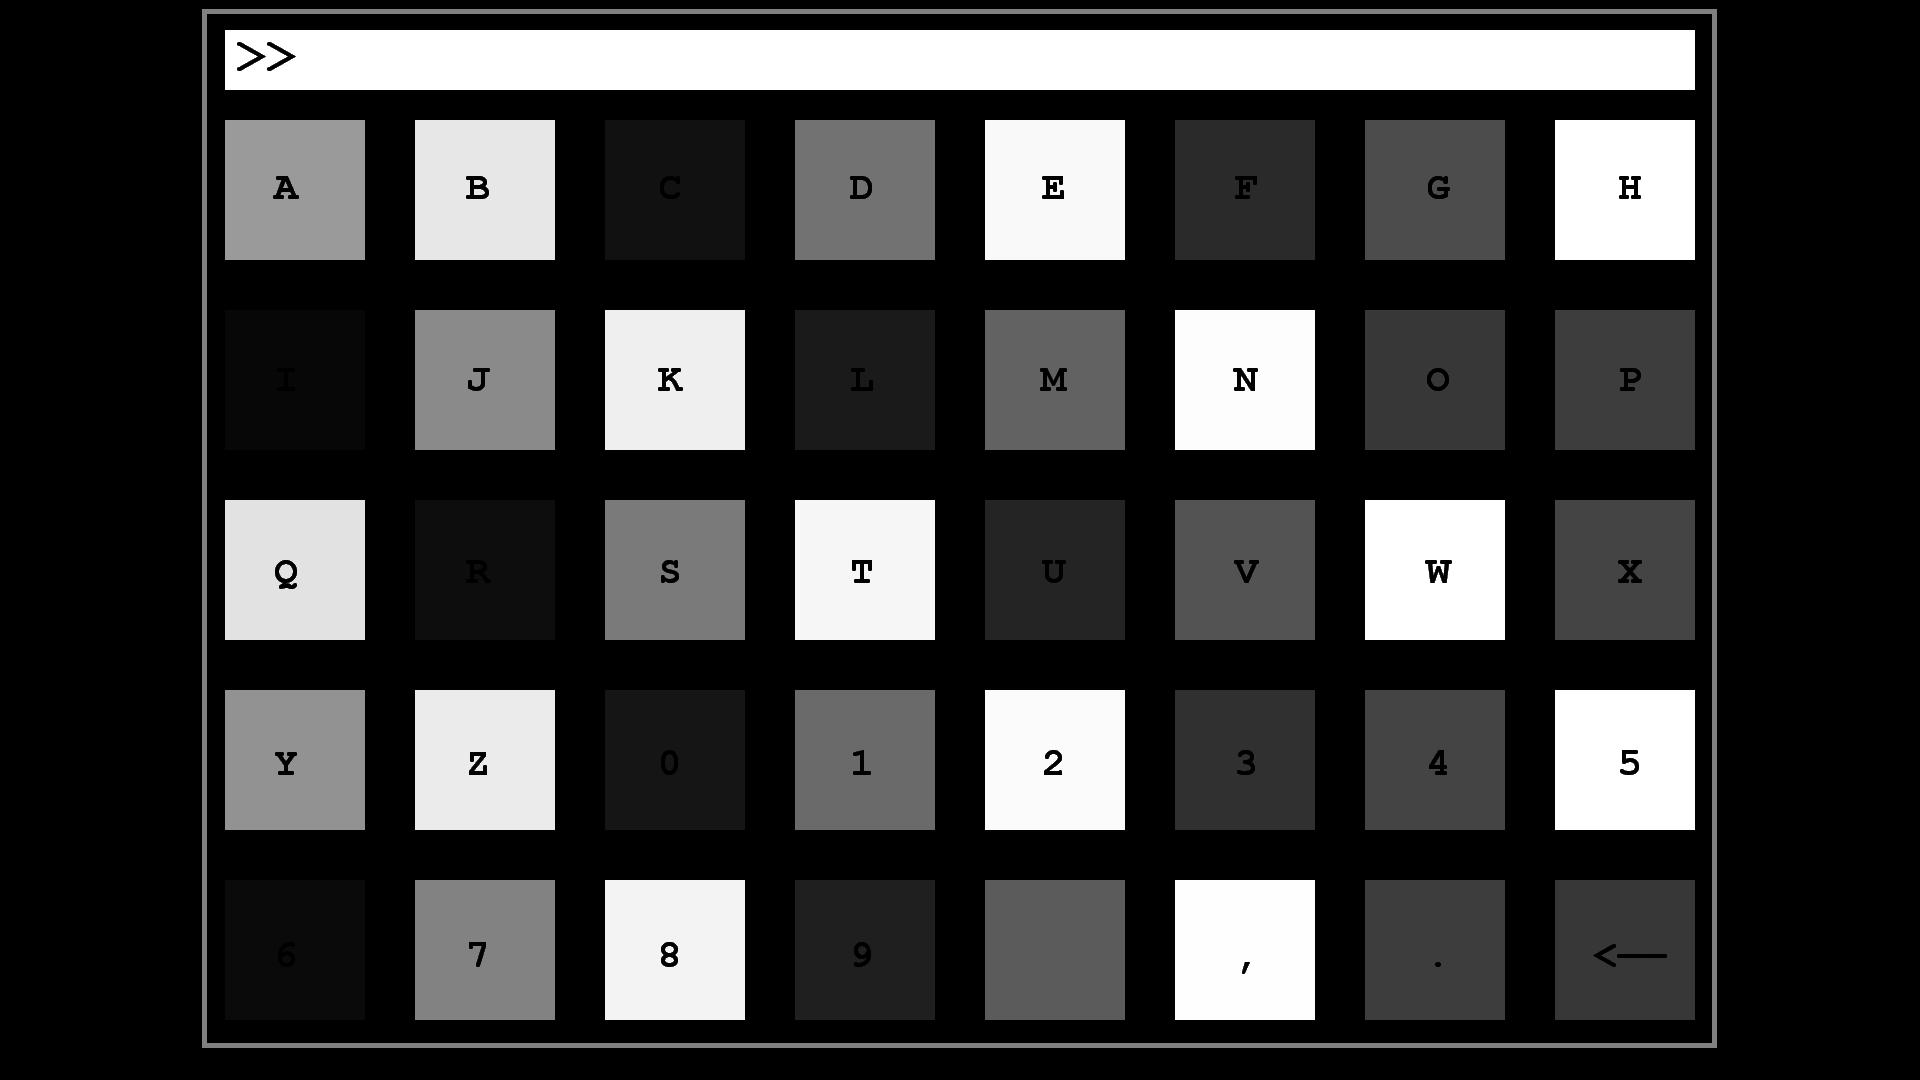 >>
A B C D E F G H
I J K L M N O P
Q R S T U V W X
Y Z 0 1 2 3 4 5
6 7 8 9 , . <—